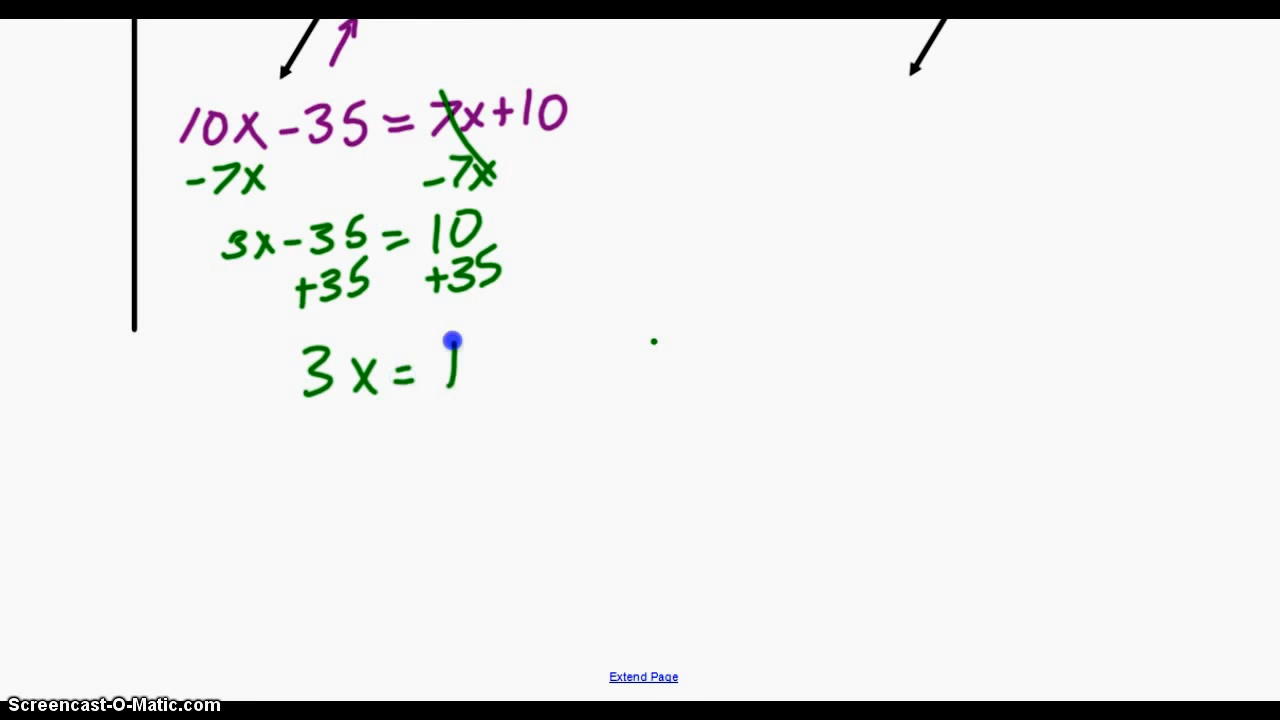 10x-35=7x+10
-7x -7x
3x-35=10
+35 +35
3x=1
Extend Page
Screencast-O-Matic.com